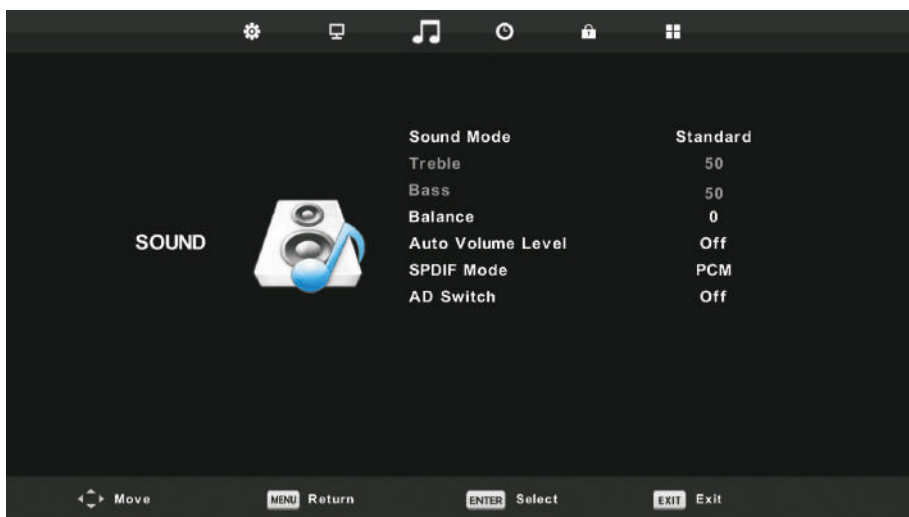 Sound Mode Standard
Treble 50
Bass 50
Balance 0
SOUND
Auto Volume Level Off
SPDIF Mode PCM
AD Switch Off
Move MENU Return ENTER Select EXIT Exit